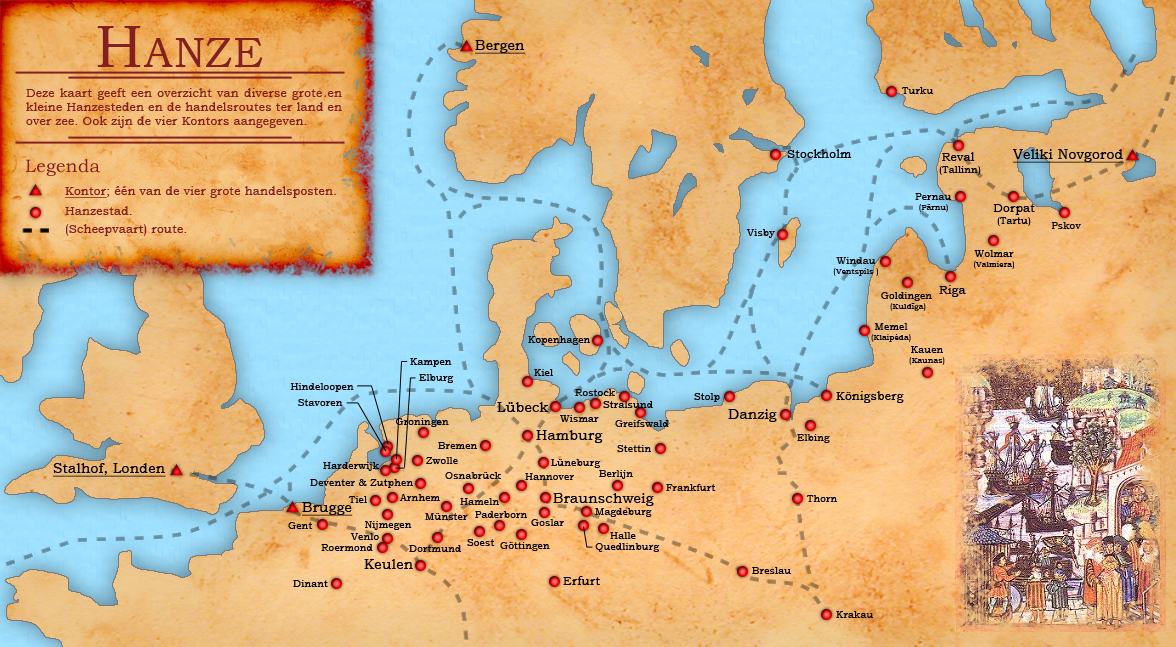 HANZE
Deze kaart geeft een overzicht van diverse grote en
kleine Hanzesteden en de handelsroutes ter land en
over zee. Ook zijn de vier Kontors aangegeven.
Legenda
Kontor; één van de vier grote handelsposten.
Hanzestad.
(Scheepvaart) route.
Bergen
Turku
Stockholm
Reval
(Tallinn)
Veliki Novgorod
Pernau
(Pärnu)
Dorpat
(Tartu)
Pskov
Visby
Wolmar
(Valmiera)
Windau
(Ventspils )
Riga
Goldingen
(Kuldīga)
Memel
(Klaipėda)
Kauen
(Kaunas)
Kopenhagen
Kampen
Kiel
Elburg
Hindeloopen
Stavoren
Rostock
Stralsund
Stolp
Königsberg
Lübeck
Wismar
Danzig
Greifswald
Groningen
Elbing
Hamburg
Bremen
Stettin
Harderwijk
Zwolle
Lüneburg
Stalhof, Londen
Deventer & Zutphen
Osnabrück
Hannover
Berlijn
Frankfurt
Tiel
Arnhem
Hameln
Braunschweig
Thorn
Brugge
Münster
Paderborn
Magdeburg
Gent
Nijmegen
Goslar
Venlo
Halle
Roermond
Dortmund
Soest
Göttingen
Quedlinburg
Keulen
Breslau
Dinant
Erfurt
Krakau